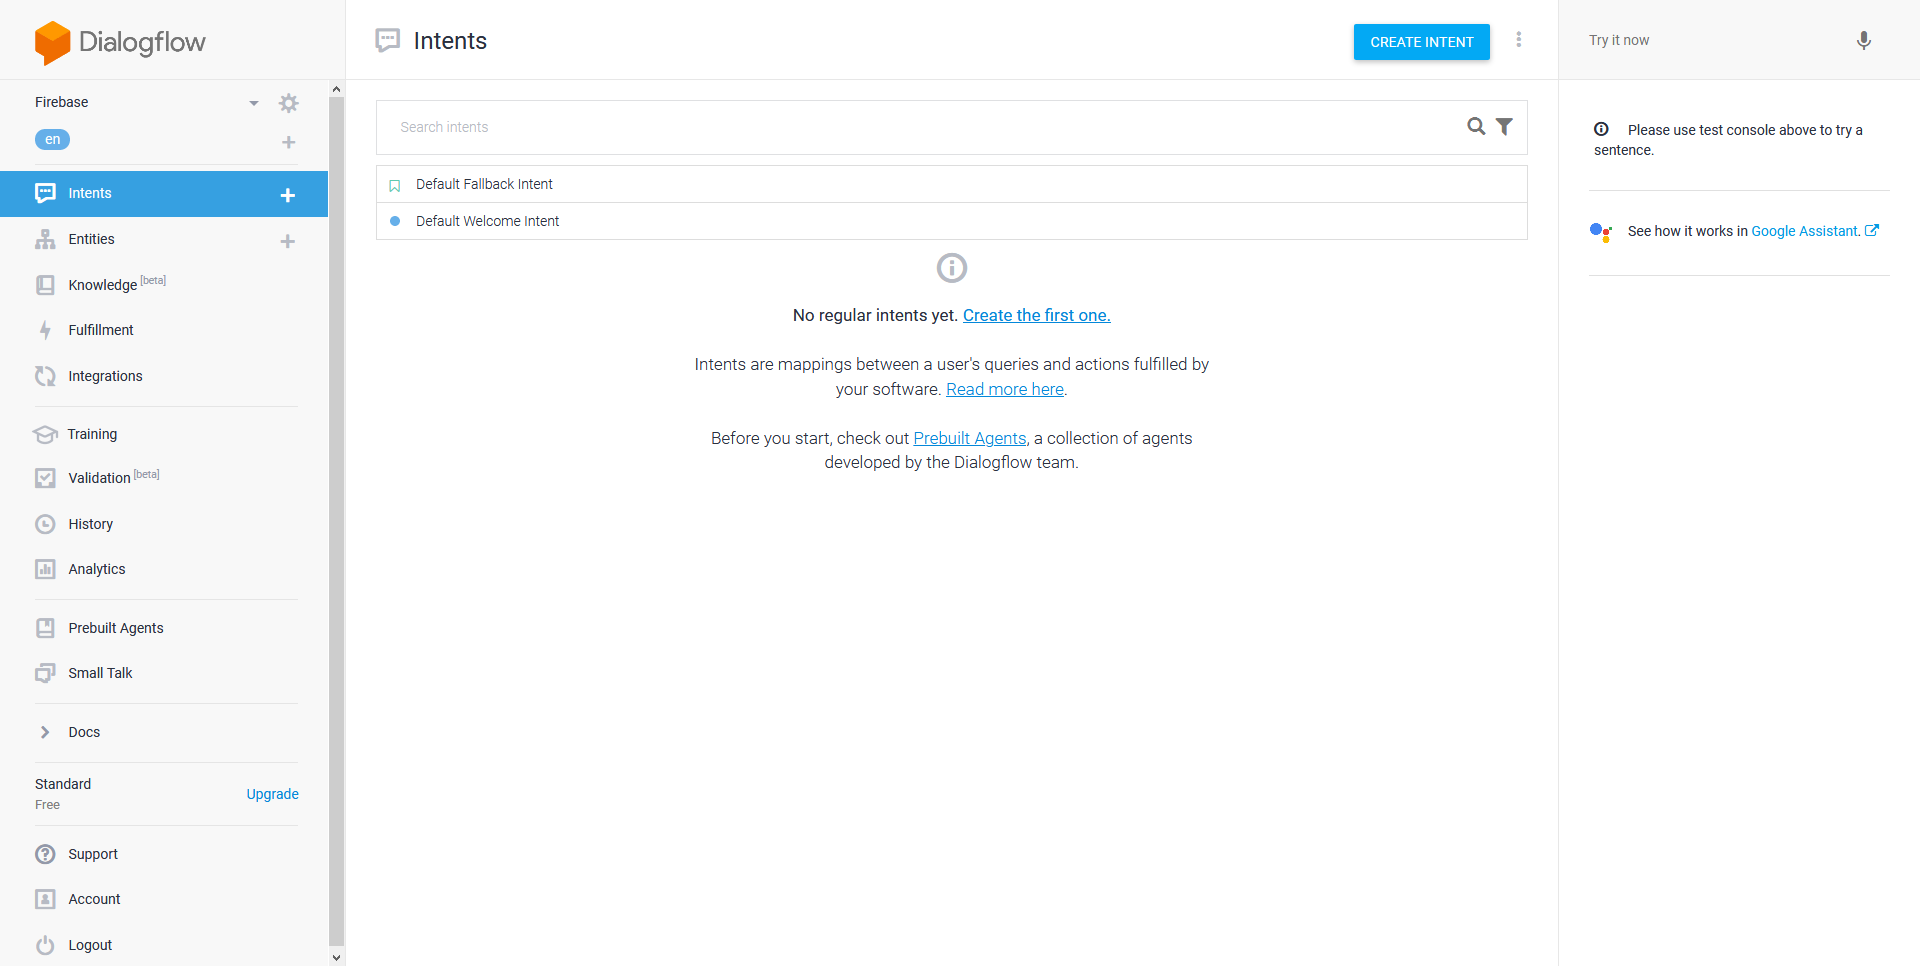 Dialogflow
Firebase
en
Intents
Entities
Knowledge [beta]
Fulfillment
Integrations
Training
Validation [beta]
History
Analytics
Prebuilt Agents
Small Talk
Docs
Standard
Free
Upgrade
Support
Account
Logout
Intents
CREATE INTENT
Search intents
Default Fallback Intent
Default Welcome Intent
No regular intents yet. Create the first one.
Intents are mappings between a user's queries and actions fulfilled by
your software. Read more here.
Before you start, check out Prebuilt Agents, a collection of agents
developed by the Dialogflow team.
Try it now
Please use test console above to try a
sentence.
See how it works in Google Assistant.